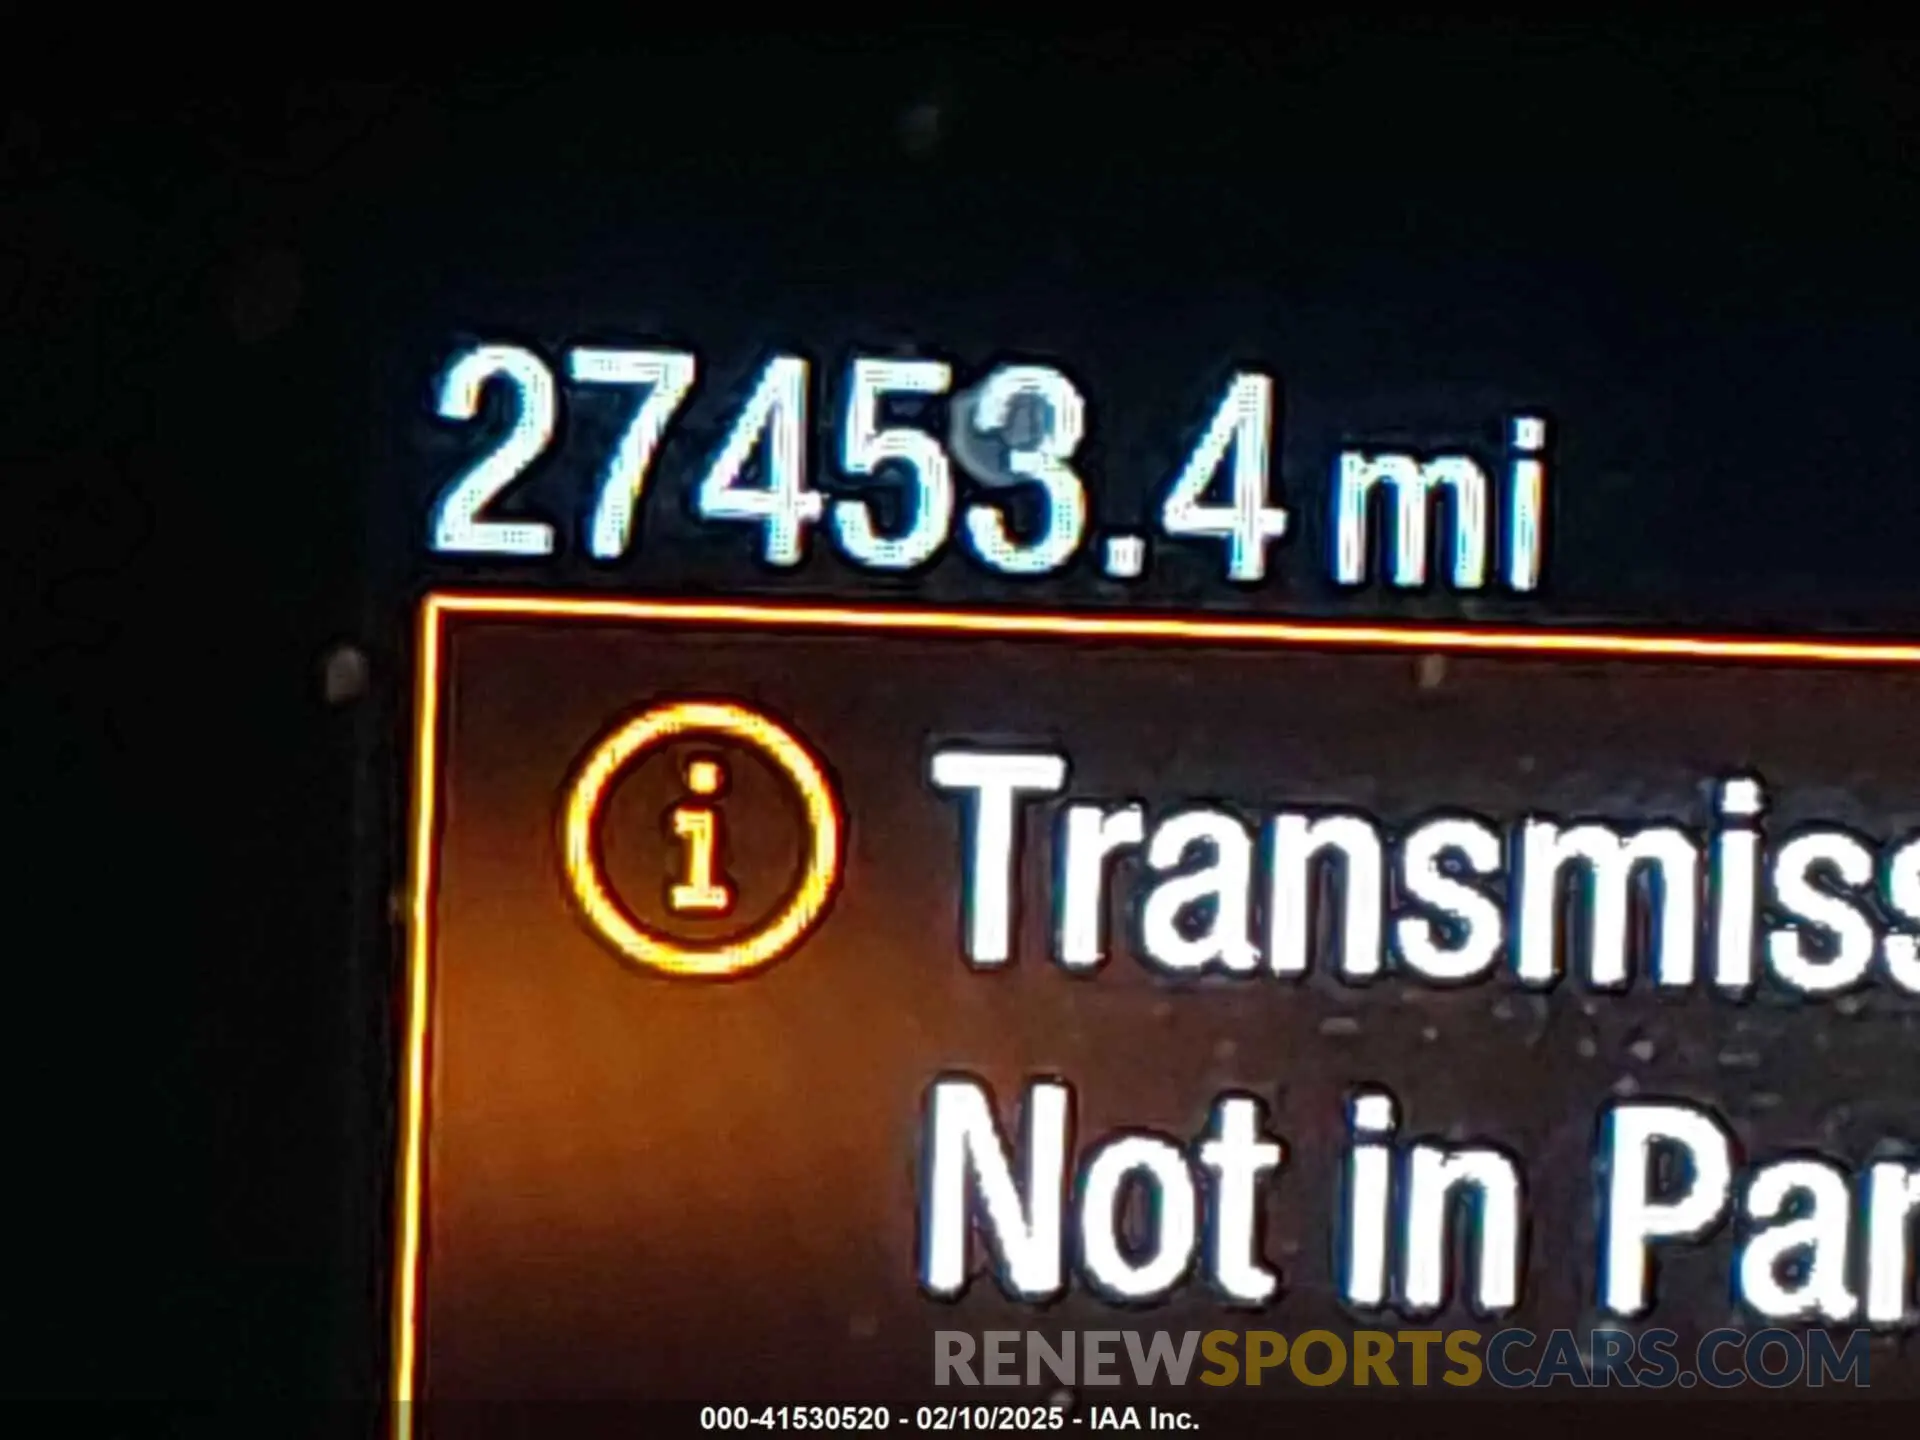 27453.4 mi
Transmiss
Not in Par
RENEWSPORTSCARS.COM
000-41530520 - 02/10/2025 - IAA Inc.